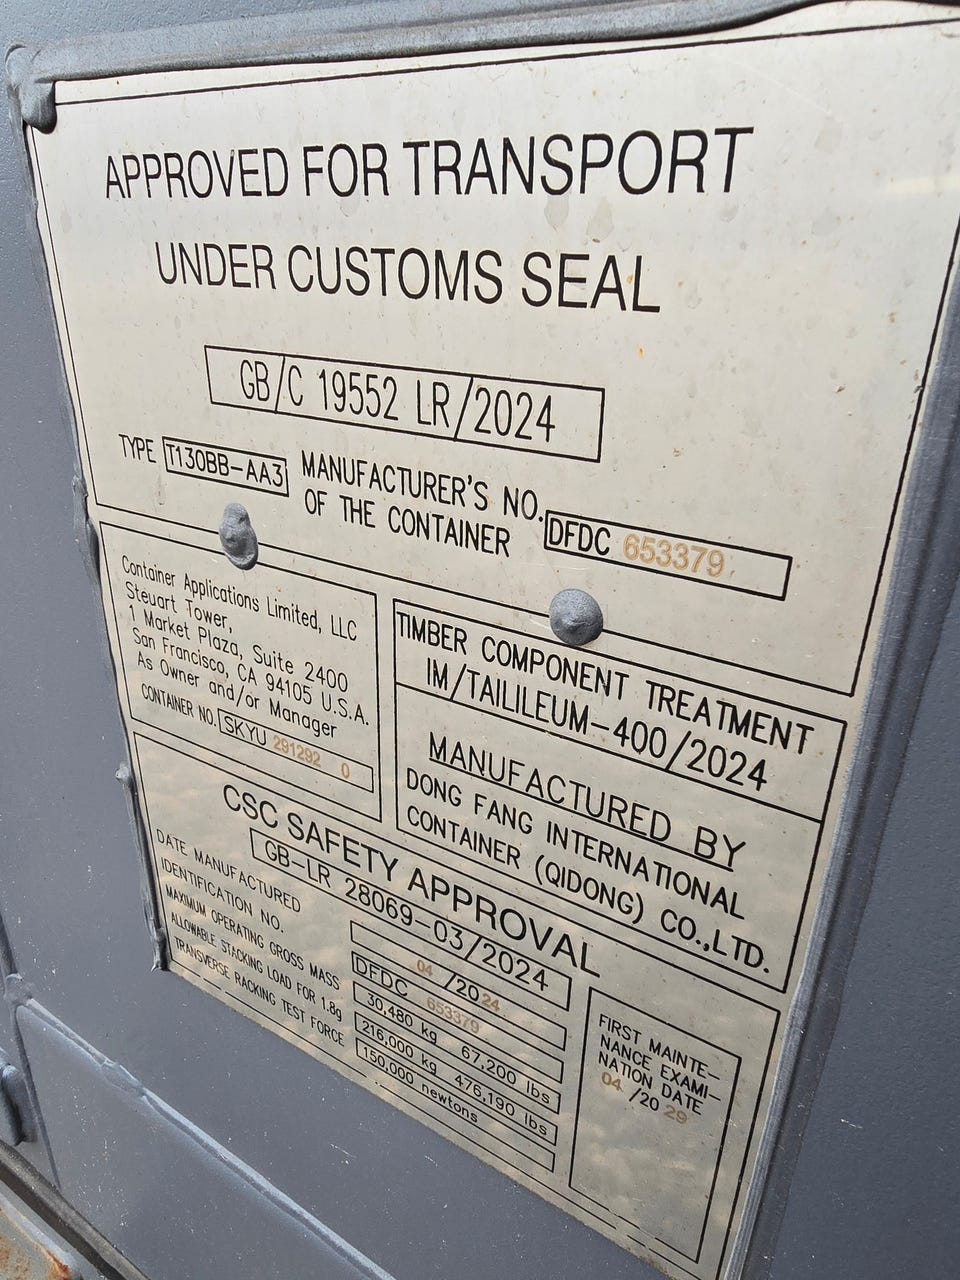 APPROVED FOR TRANSPORT
UNDER CUSTOMS SEAL
GB/C 19552 LR/2024
TYPE T130BB-AA3 MANUFACTURER'S NO.
OF THE CONTAINER DFDC 653379
Container Applications Limited, LLC
Steuart Tower,
1 Market Plaza, Suite 2400
San Francisco, CA 94105 U.S.A.
As Owner and/or Manager
CONTAINER NO. SKYU 291292 0
TIMBER COMPONENT TREATMENT
IM/TAILILEUM-400/2024
MANUFACTURED BY
DONG FANG INTERNATIONAL
CONTAINER (QIDONG) CO.,LTD.
CSC SAFETY APPROVAL
GB-LR 28069-03/2024
DATE MANUFACTURED 04 /2024
IDENTIFICATION NO. DFDC 653379
MAXIMUM OPERATING GROSS MASS 30,480 kg 67,200 lbs
ALLOWABLE STACKING LOAD FOR 1.8g 216,000 kg 476,190 lbs
TRANSVERSE RACKING TEST FORCE 150,000 newtons
FIRST MAINTE-
NANCE EXAMI-
NATION DATE
04 /20 29